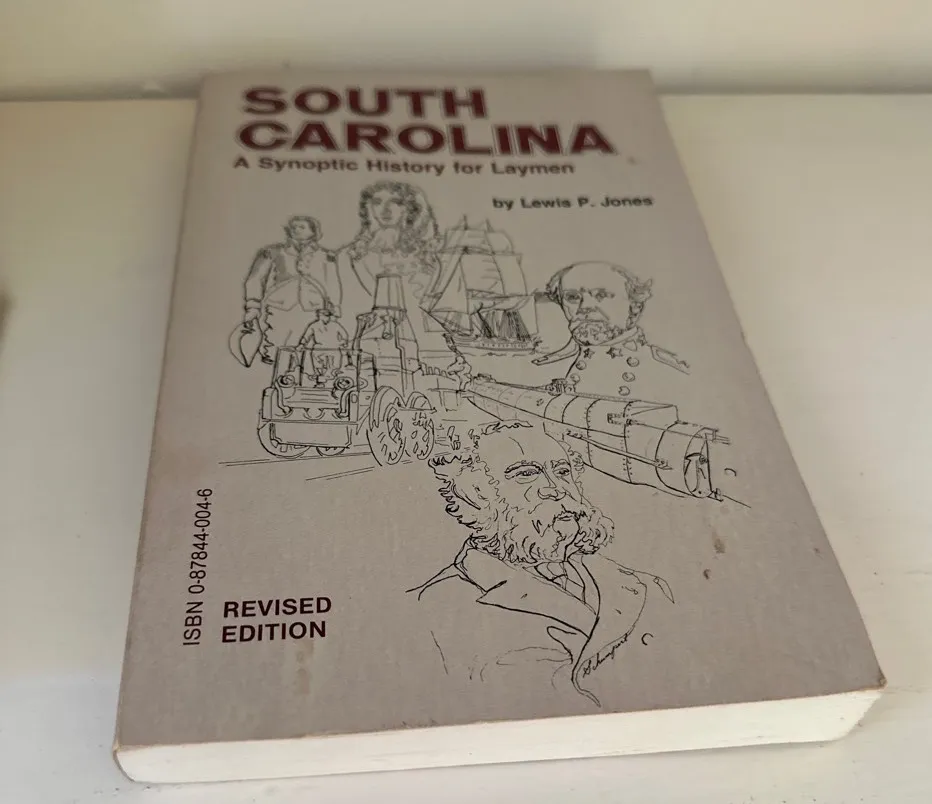 SOUTH
CAROLINA
A Synoptic History for Laymen
by Lewis P. Jones
ISBN 0-87844-004-6
REVISED
EDITION